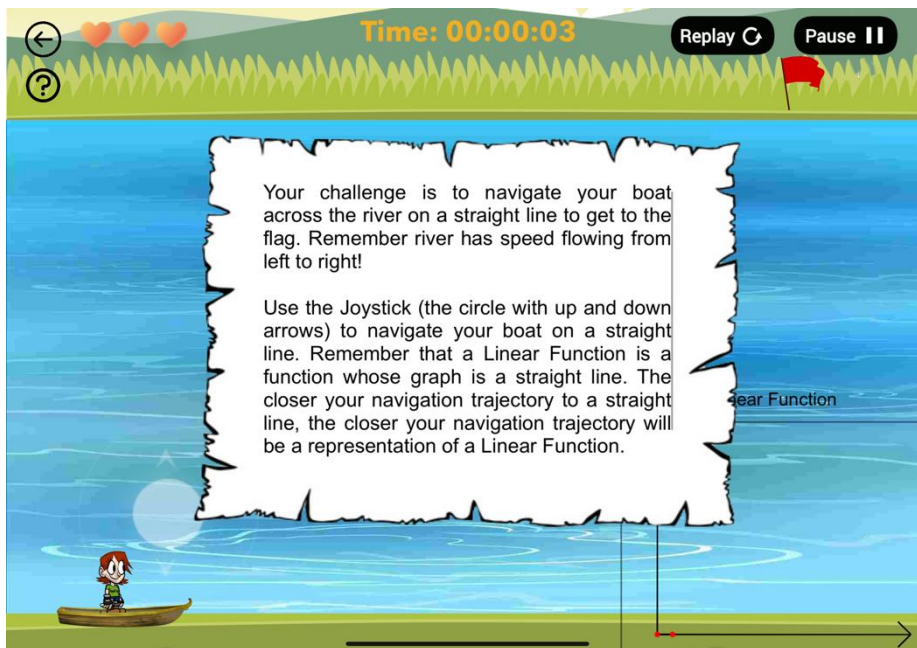 Time: 00:00:03
Replay
Pause
?
Your challenge is to navigate your boat
across the river on a straight line to get to the
flag. Remember river has speed flowing from
left to right!
Use the Joystick (the circle with up and down
arrows) to navigate your boat on a straight
line. Remember that a Linear Function is a
function whose graph is a straight line. The
closer your navigation trajectory to a straight
line, the closer your navigation trajectory will
be a representation of a Linear Function.
Function